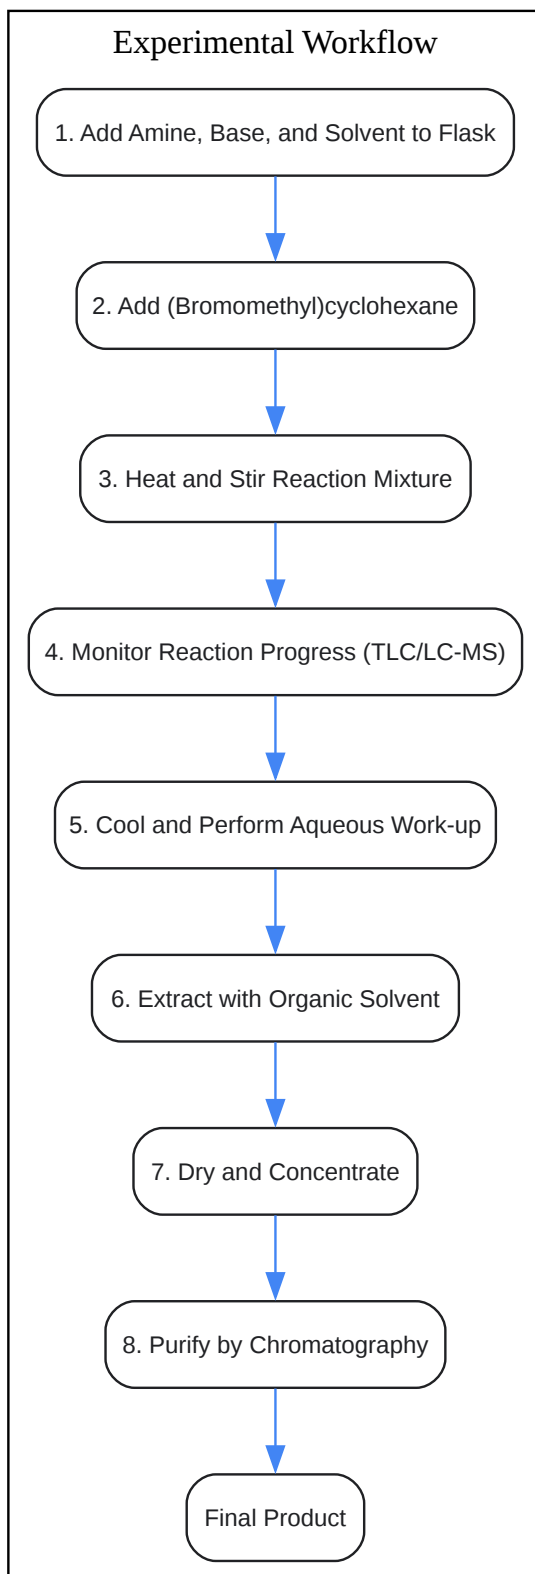 Experimental Workflow
1. Add Amine, Base, and Solvent to Flask
2. Add (Bromomethyl)cyclohexane
3. Heat and Stir Reaction Mixture
4. Monitor Reaction Progress (TLC/LC-MS)
5. Cool and Perform Aqueous Work-up
6. Extract with Organic Solvent
7. Dry and Concentrate
8. Purify by Chromatography
Final Product